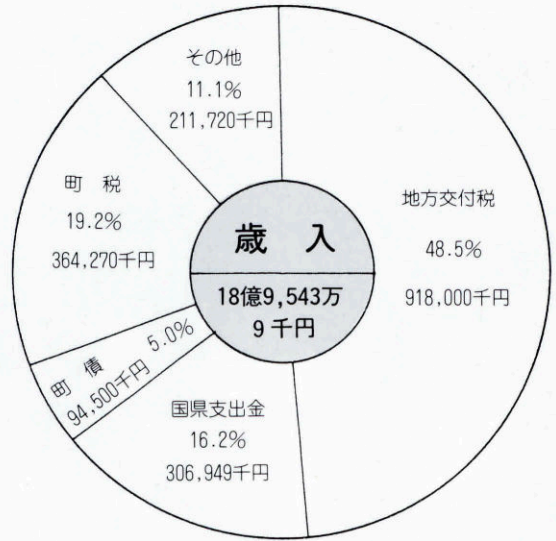 その他
11.1%
211,720千円
地方交付税
48.5%
918,000千円
町税
19.2%
364,270千円
歳入
18億9,543万
9千円
町債 5.0%
94,500千円
国県支出金
16.2%
306,949千円